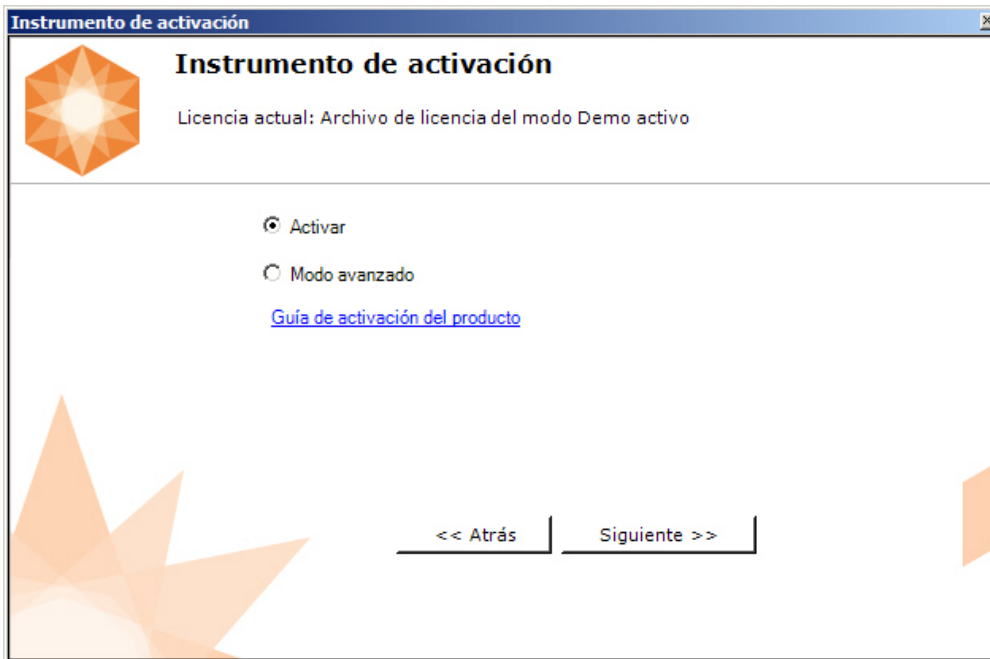 Instrumento de activación
Instrumento de activación
Licencia actual: Archivo de licencia del modo Demo activo
Activar
Modo avanzado
Guía de activación del producto
<< Atrás
Siguiente >>